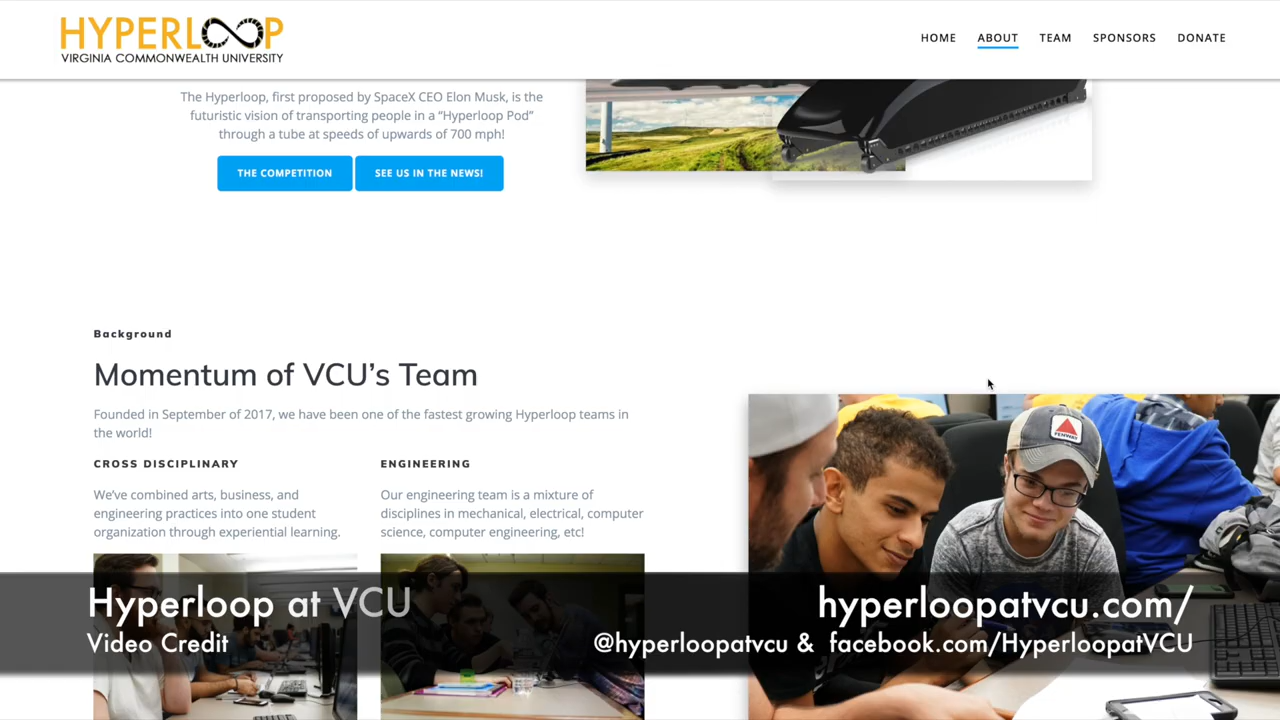 HYPERLOOP
VIRGINIA COMMONWEALTH UNIVERSITY
HOME ABOUT TEAM SPONSORS DONATE
The Hyperloop, first proposed by SpaceX CEO Elon Musk, is the
futuristic vision of transporting people in a “Hyperloop Pod”
through a tube at speeds of upwards of 700 mph!
THE COMPETITION SEE US IN THE NEWS!
Background
Momentum of VCU’s Team
Founded in September of 2017, we have been one of the fastest growing Hyperloop teams in
the world!
CROSS DISCIPLINARY
We’ve combined arts, business, and
engineering practices into one student
organization through experiential learning.
ENGINEERING
Our engineering team is a mixture of
disciplines in mechanical, electrical, computer
science, computer engineering, etc!
FENWAY
Hyperloop at VCU
Video Credit
hyperloopatvcu.com/
@hyperloopatvcu & facebook.com/HyperloopatVCU